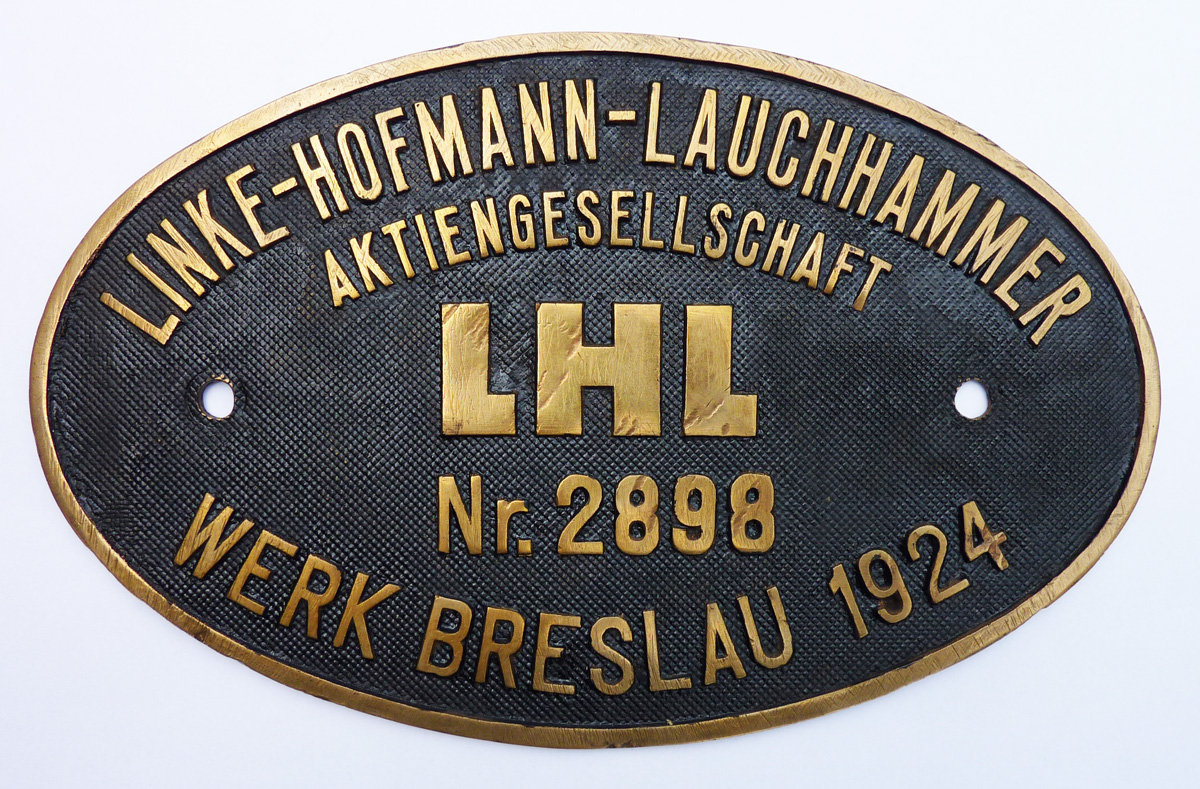 LINKE-HOFMANN-LAUCHHAMMER
AKTIENGESELLSCHAFT
LHL
Nr. 2898
WERK BRESLAU 1924